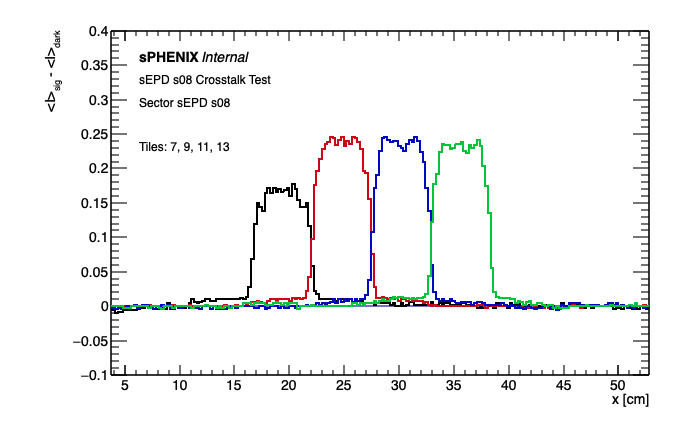 <I>sig - <I>dark
0.4
0.35
0.3
0.25
0.2
0.15
0.1
0.05
0
−0.05
−0.1
sPHENIX Internal
sEPD s08 Crosstalk Test
Sector sEPD s08
Tiles: 7, 9, 11, 13
5 10 15 20 25 30 35 40 45 50
x [cm]